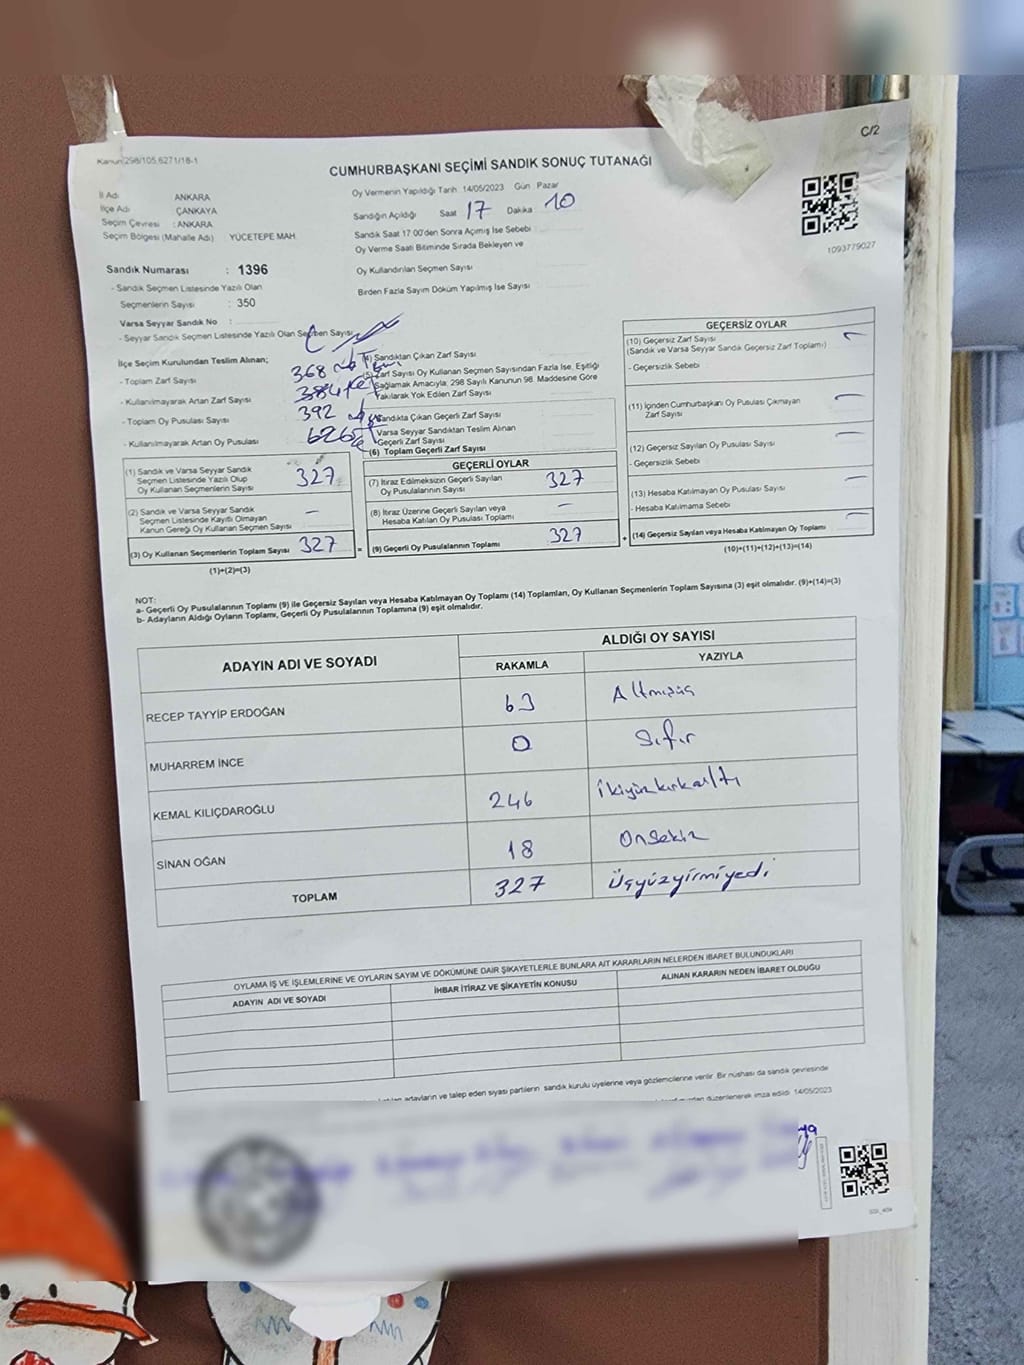 C/2
Kanun 298/105,6271/18-1
CUMHURBAŞKANI SEÇİMİ SANDIK SONUÇ TUTANAĞI
İl Adı ANKARA
İlçe Adı ÇANKAYA
Seçim Çevresi : ANKARA
Seçim Bölgesi (Mahalle Adı) YÜCETEPE MAH.
Oy Vermenin Yapıldığı Tarih 14/05/2023 Gün : Pazar
Sandığın Açıldığı Saat 17 Dakika 10
Sandık Saat 17.00'den Sonra Açmış İse Sebebi :
Oy Verme Saati Bitiminde Sırada Bekleyen ve
Oy Kullandırılan Seçmen Sayısı
Birden Fazla Sayım Döküm Yapılmış İse Sayısı
1093779027
Sandık Numarası : 1396
- Sandık Seçmen Listesinde Yazılı Olan
Seçmenlerin Sayısı : 350
Varsa Seyyar Sandık No :
- Seyyar Sandık Seçmen Listesinde Yazılı Olan Seçmen Sayısı
İlçe Seçim Kurulundan Teslim Alınan;
- Toplam Zarf Sayısı 368
- Kullanılmayarak Artan Zarf Sayısı
- Toplam Oy Pusulası Sayısı 392
- Kullanılmayarak Artan Oy Pusulası
(4) Sandıktan Çıkan Zarf Sayısı
(5) Zarf Sayısı Oy Kullanan Seçmen Sayısından Fazla İse, Eşitliği
Sağlamak Amacıyla, 298 Sayılı Kanunun 98. Maddesine Göre
Yakılarak Yok Edilen Zarf Sayısı
Sandıkta Çıkan Geçerli Zarf Sayısı
Varsa Seyyar Sandıktan Teslim Alınan
Geçerli Zarf Sayısı
(6) Toplam Geçerli Zarf Sayısı
(1) Sandık ve Varsa Seyyar Sandık
Seçmen Listesinde Yazılı Olup
Oy Kullanan Seçmenlerin Sayısı 327
(2) Sandık ve Varsa Seyyar Sandık
Seçmen Listesinde Kayıtlı Olmayan
Kanun Gereği Oy Kullanan Seçmen Sayısı –
(3) Oy Kullanan Seçmenlerin Toplam Sayısı 327
(1)+(2)=(3)
GEÇERLİ OYLAR
(7) İtiraz Edilmeksizin Geçerli Sayılan
Oy Pusulalarının Sayısı 327
(8) İtiraz Üzerine Geçerli Sayılan veya
Hesaba Katılan Oy Pusulası Toplamı –
= (9) Geçerli Oy Pusulalarının Toplamı 327
GEÇERSİZ OYLAR
(10) Geçersiz Zarf Sayısı –
(Sandık ve Varsa Seyyar Sandık Geçersiz Zarf Toplamı)
- Geçersizlik Sebebi
(11) İçinden Cumhurbaşkanı Oy Pusulası Çıkmayan –
Zarf Sayısı
(12) Geçersiz Sayılan Oy Pusulası Sayısı –
- Geçersizlik Sebebi
(13) Hesaba Katılmayan Oy Pusulası Sayısı –
- Hesaba Katılmama Sebebi
+ (14) Geçersiz Sayılan veya Hesaba Katılmayan Oy Toplamı –
(10)+(11)+(12)+(13)=(14)
NOT:
a- Geçerli Oy Pusulalarının Toplamı (9) ile Geçersiz Sayılan veya Hesaba Katılmayan Oy Toplamı (14) Toplamları, Oy Kullanan Seçmenlerin Toplam Sayısına (3) eşit olmalıdır. (9)+(14)=(3)
b- Adayların Aldığı Oyların Toplamı, Geçerli Oy Pusulalarının Toplamına (9) eşit olmalıdır.
ADAYIN ADI VE SOYADI ALDIĞI OY SAYISI
RAKAMLA YAZIYLA
RECEP TAYYİP ERDOĞAN 63 Altmışüç
MUHARREM İNCE 0 Sıfır
KEMAL KILIÇDAROĞLU 246 İkiyüzkırkaltı
SİNAN OĞAN 18 Onsekiz
TOPLAM 327 Üçyüzyirmiyedi
OYLAMA İŞ VE İŞLEMLERİNE VE OYLARIN SAYIM VE DÖKÜMÜNE DAİR ŞİKAYETLERLE BUNLARA AİT KARARLARIN NELERDEN İBARET BULUNDUKLARI
ADAYIN ADI VE SOYADI İHBAR İTİRAZ VE ŞİKAYETİN KONUSU ALINAN KARARIN NEDEN İBARET OLDUĞU
adayların ve talep eden siyasi partilerin sandık kurulu üyelerine veya gözlemcilerine verilir. Bir nüshası da sandık çevresinde
düzenlenerek imza edildi. 14/05/2023